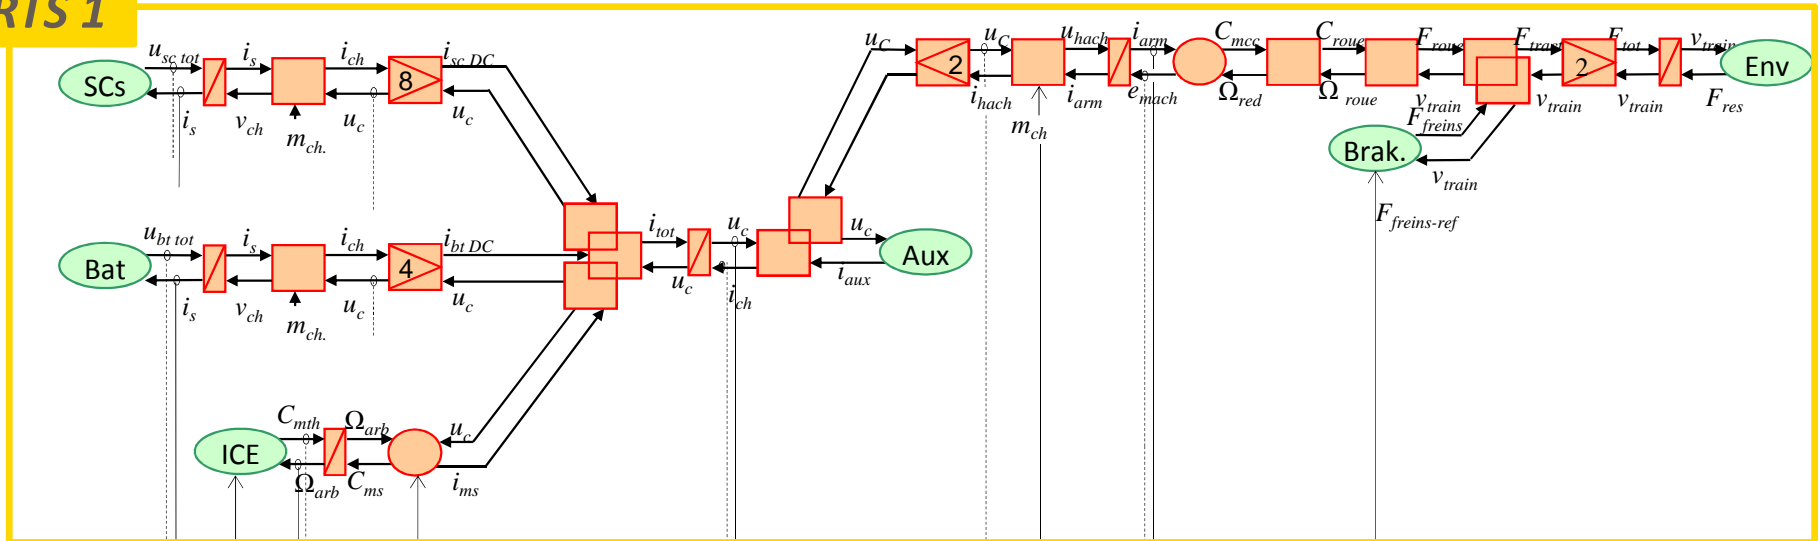 RTS 1
u_sc tot i_s i_ch i_sc DC
SCs 8
i_s v_ch u_c u_c
m_ch.
u_bt tot i_s i_ch i_bt DC
Bat 4
i_s v_ch u_c u_c
m_ch.
C_mth Ω_arb u_c
ICE
Ω_arb C_ms i_ms
i_tot u_c u_c
Aux
u_c i_ch i_aux
u_C u_C u_hach i_arm C_mcc C_roue F_roue F_trant F_tot v_train
2 2 Env
i_hach i_arm e_mach Ω_red Ω_roue v_train v_train v_train F_res
m_ch
F_freins
Brak.
v_train
F_freins-ref